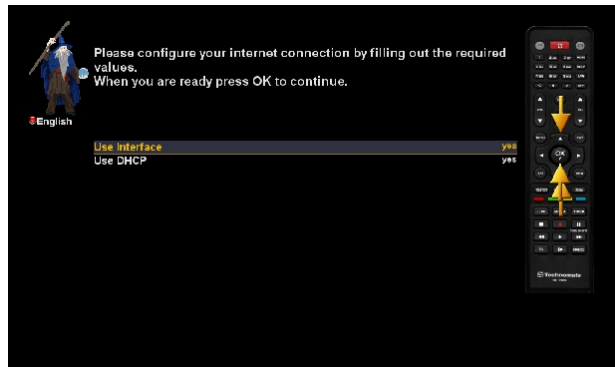 Please configure your internet connection by filling out the required
values.
When you are ready press OK to continue.
English
Use Interface yes
Use DHCP yes
OK
Technomate